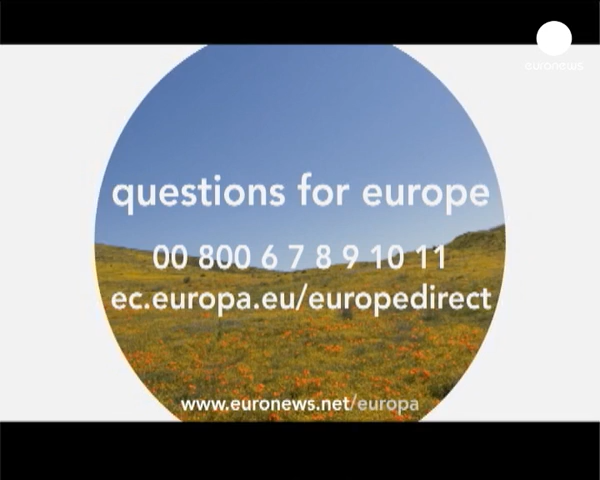 euronews
questions for europe
00 800 6 7 8 9 10 11
ec.europa.eu/europedirect
www.euronews.net/europa